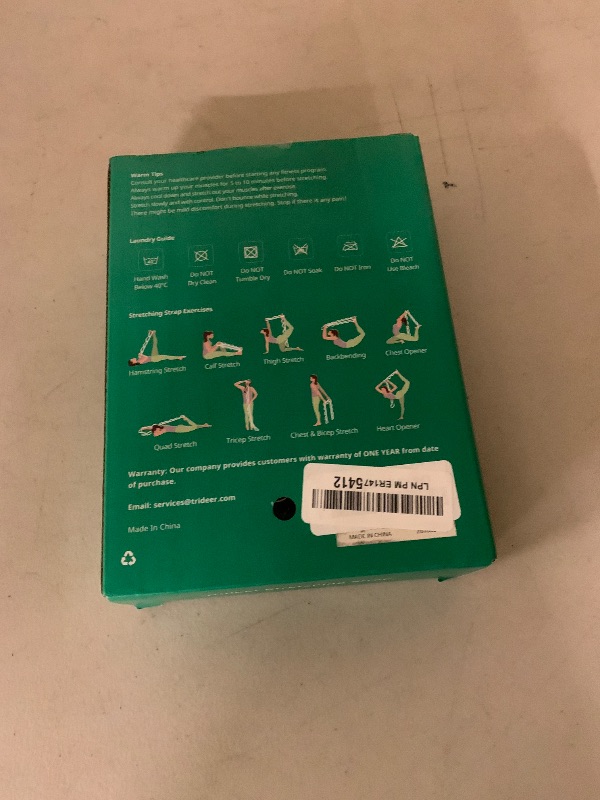 Warm Tips
Consult your healthcare provider before starting any fitness program.
Always warm up your muscles for 5 to 10 minutes before stretching.
Always cool down and stretch out your muscles after exercise.
Stretch slowly and with control. Don't bounce while stretching.
There might be mild discomfort during stretching. Stop if there is any pain!
Laundry Guide
Hand Wash
Below 40°C
Do NOT
Dry Clean
Do NOT
Tumble Dry
Do NOT Soak
Do NOT Iron
Do NOT
Use Bleach
Stretching Strap Exercises
Hamstring Stretch
Calf Stretch
Thigh Stretch
Backbending
Chest Opener
Quad Stretch
Tricep Stretch
Chest & Bicep Stretch
Heart Opener
Warranty: Our company provides customers with warranty of ONE YEAR from date
of purchase.
Email: services@trideer.com
Made In China
LPN PM ER1475412
MADE IN CHINA